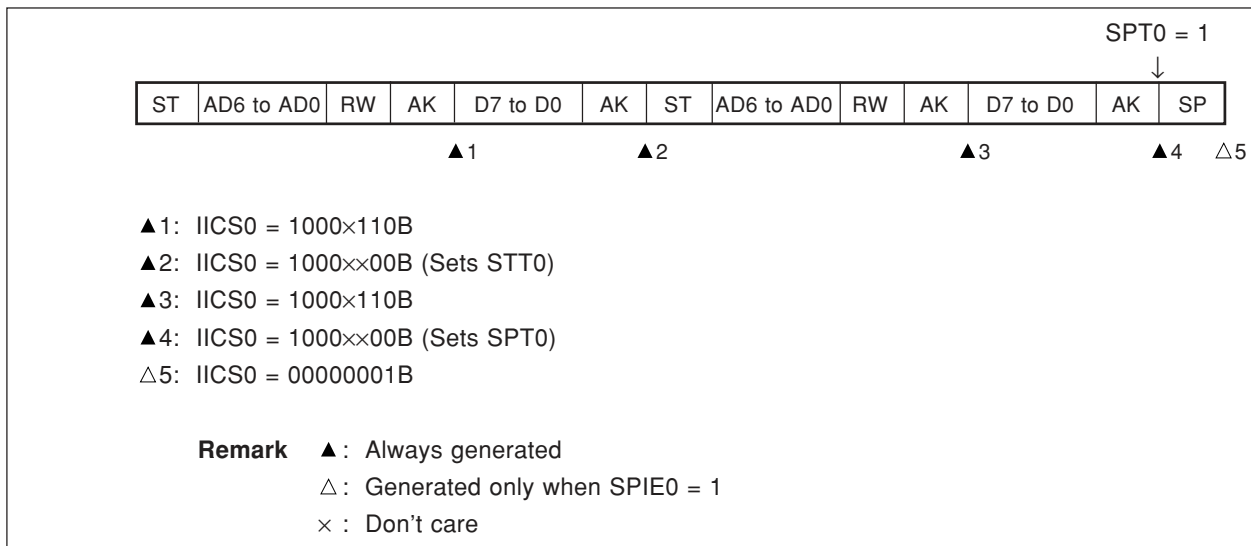 SPT0 = 1
↓
ST AD6 to AD0 RW AK D7 to D0 AK ST AD6 to AD0 RW AK D7 to D0 AK SP
▲1 ▲2 ▲3 ▲4 △5
▲1: IICS0 = 1000×110B
▲2: IICS0 = 1000××00B (Sets STT0)
▲3: IICS0 = 1000×110B
▲4: IICS0 = 1000××00B (Sets SPT0)
△5: IICS0 = 00000001B
Remark ▲: Always generated
△: Generated only when SPIE0 = 1
×: Don't care